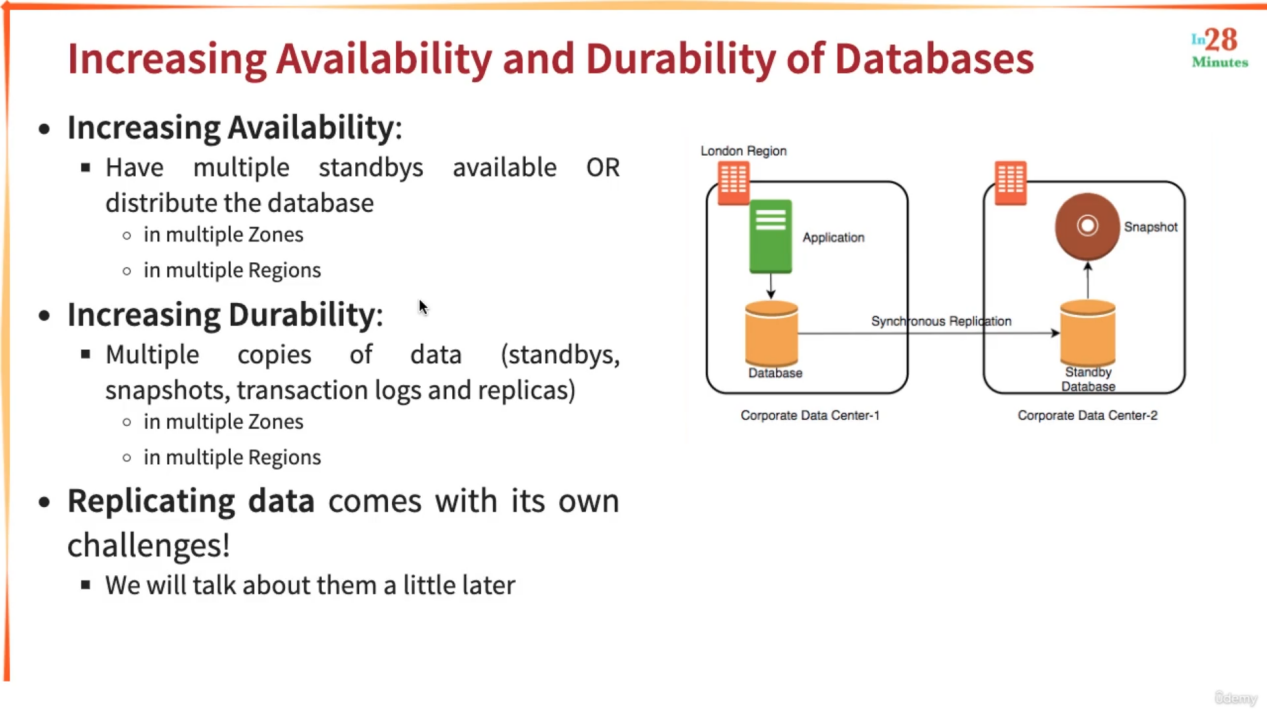 Increasing Availability and Durability of Databases
In28
Minutes
Increasing Availability:
Have multiple standbys available OR
distribute the database
in multiple Zones
in multiple Regions
Increasing Durability:
Multiple copies of data (standbys,
snapshots, transaction logs and replicas)
in multiple Zones
in multiple Regions
Replicating data comes with its own
challenges!
We will talk about them a little later
London Region
Application
Snapshot
Synchronous Replication
Database
Standby
Database
Corporate Data Center-1
Corporate Data Center-2
ûdemy